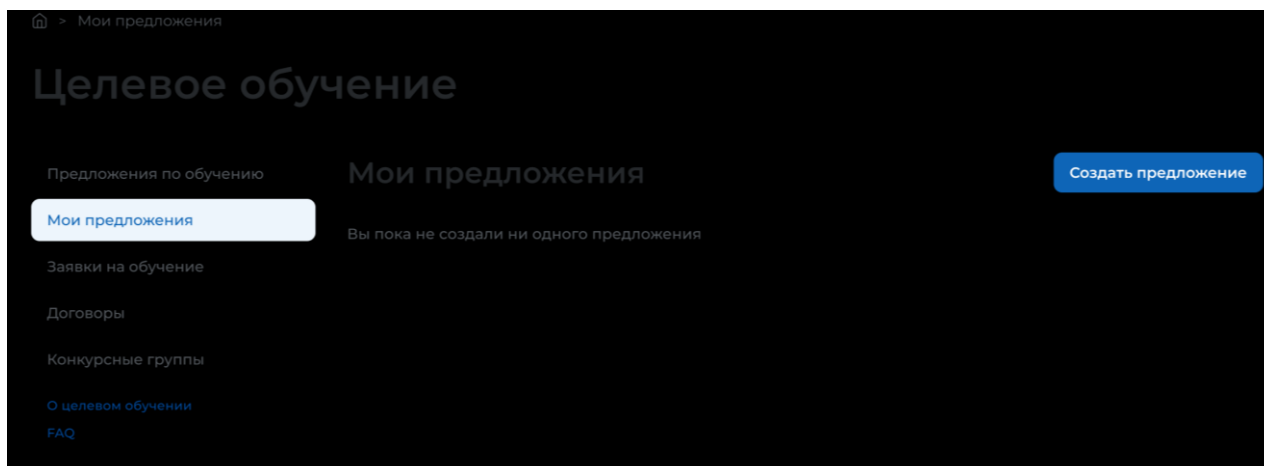 > Мои предложения
Целевое обучение
Предложения по обучению
Мои предложения
Заявки на обучение
Договоры
Конкурсные группы
О целевом обучении
FAQ
Мои предложения
Создать предложение
Вы пока не создали ни одного предложения